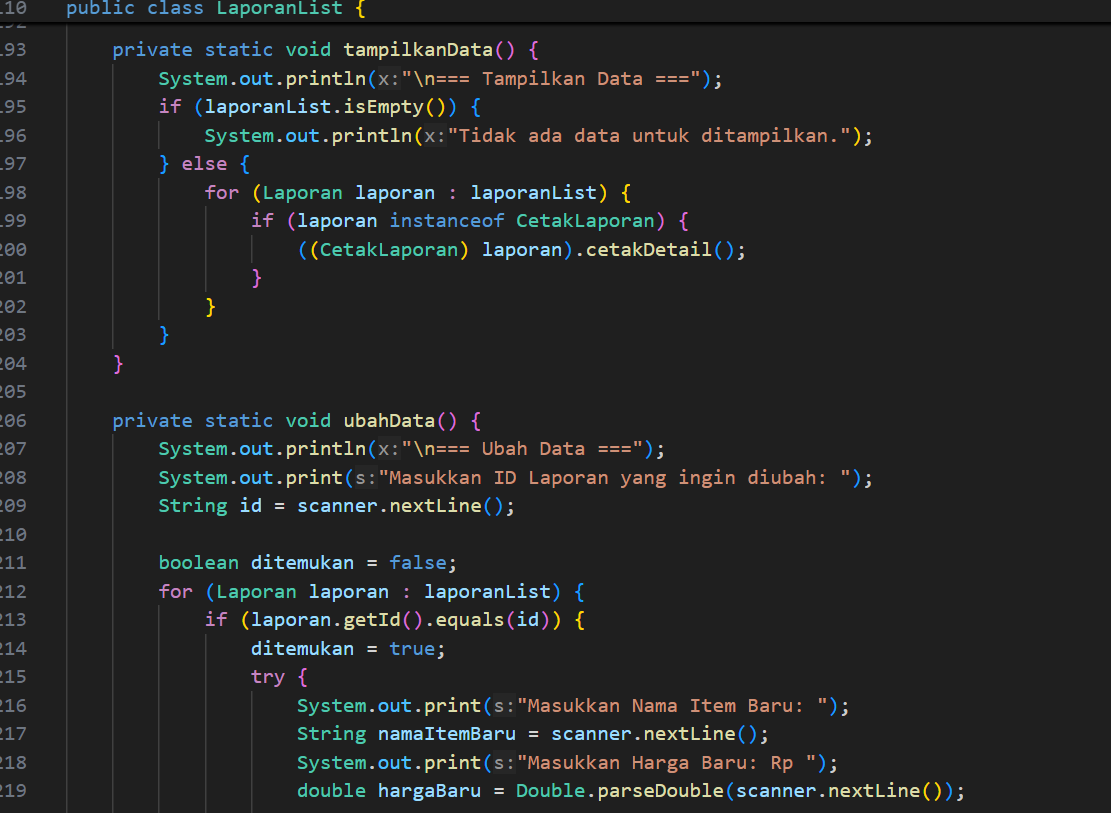 110 public class LaporanList {
192
193 private static void tampilkanData() {
194 System.out.println(x:"\n=== Tampilkan Data ===");
195 if (laporanList.isEmpty()) {
196 System.out.println(x:"Tidak ada data untuk ditampilkan.");
197 } else {
198 for (Laporan laporan : laporanList) {
199 if (laporan instanceof CetakLaporan) {
200 ((CetakLaporan) laporan).cetakDetail();
201 }
202 }
203 }
204 }
205
206 private static void ubahData() {
207 System.out.println(x:"\n=== Ubah Data ===");
208 System.out.print(s:"Masukkan ID Laporan yang ingin diubah: ");
209 String id = scanner.nextLine();
210
211 boolean ditemukan = false;
212 for (Laporan laporan : laporanList) {
213 if (laporan.getId().equals(id)) {
214 ditemukan = true;
215 try {
216 System.out.print(s:"Masukkan Nama Item Baru: ");
217 String namaItemBaru = scanner.nextLine();
218 System.out.print(s:"Masukkan Harga Baru: Rp ");
219 double hargaBaru = Double.parseDouble(scanner.nextLine());